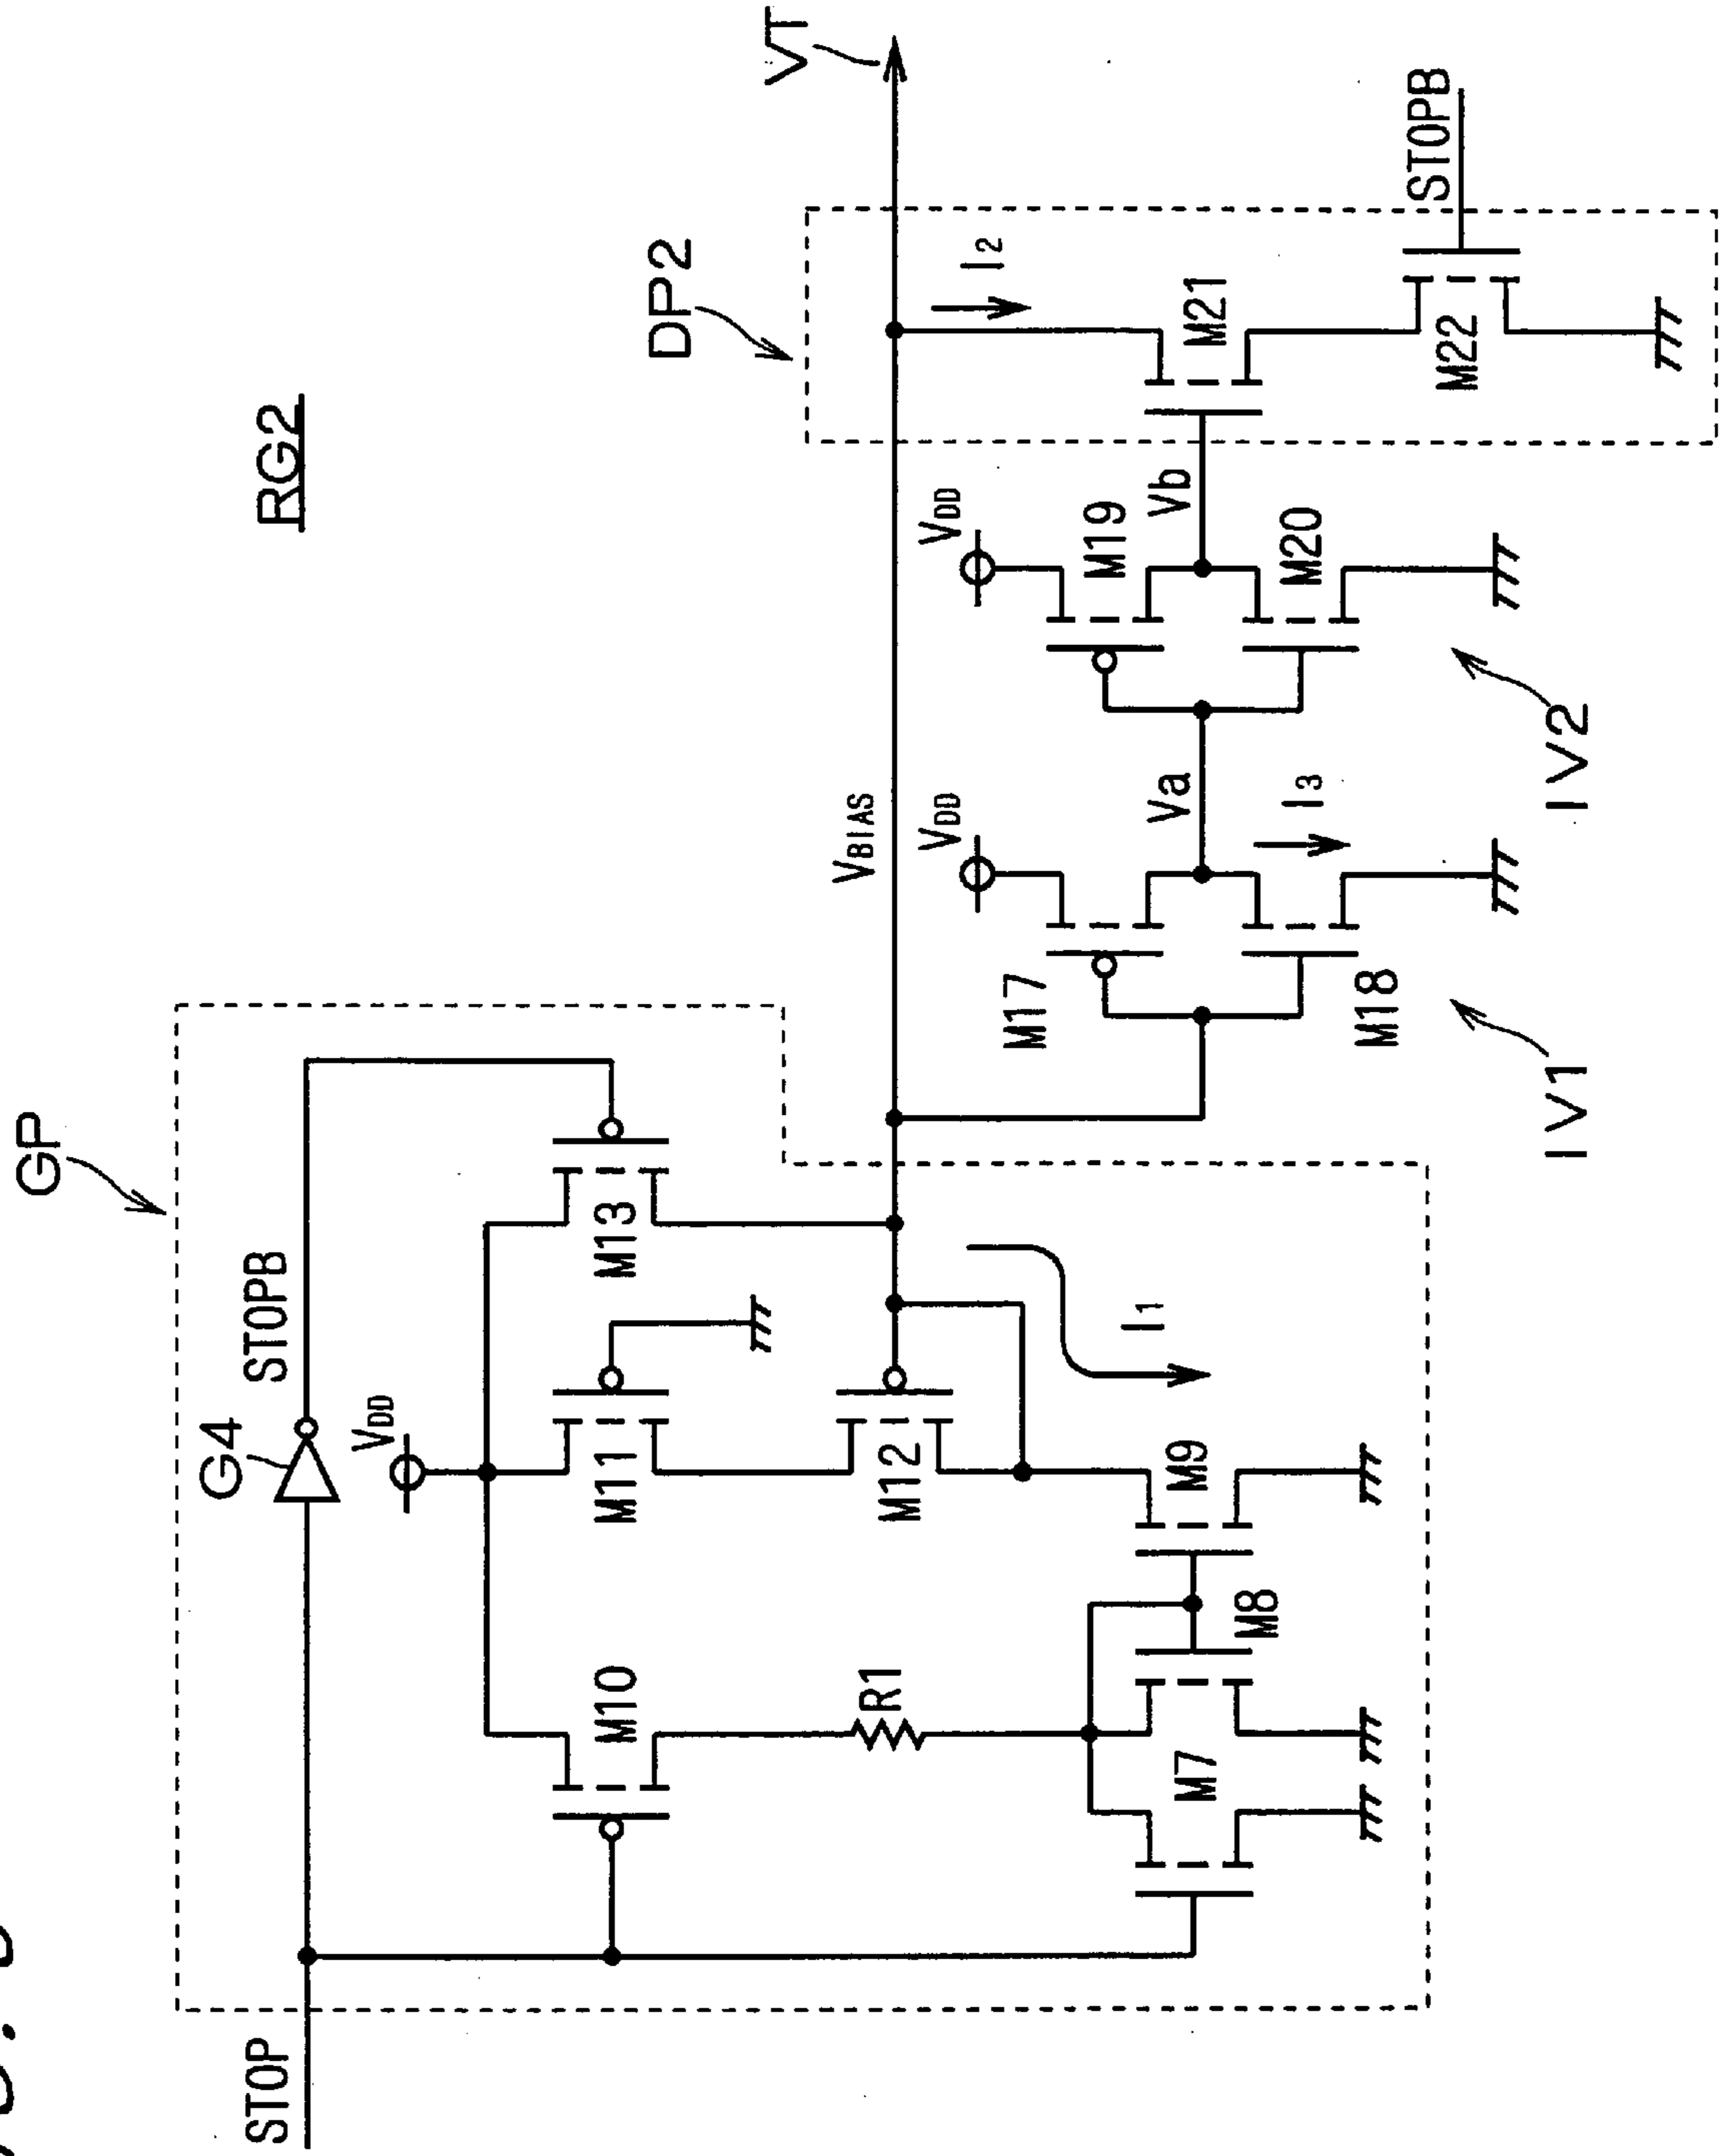 RG2
GP
STOP
G4
STOPB
VDD
M10
M11
M13
R1
M12
M7
M8
M9
I1
VBIAS
VT
DP2
VDD
VDD
M17
M19
I2
Va
Vb
M21
STOPB
M18
I3
M20
M22
IV1
IV2